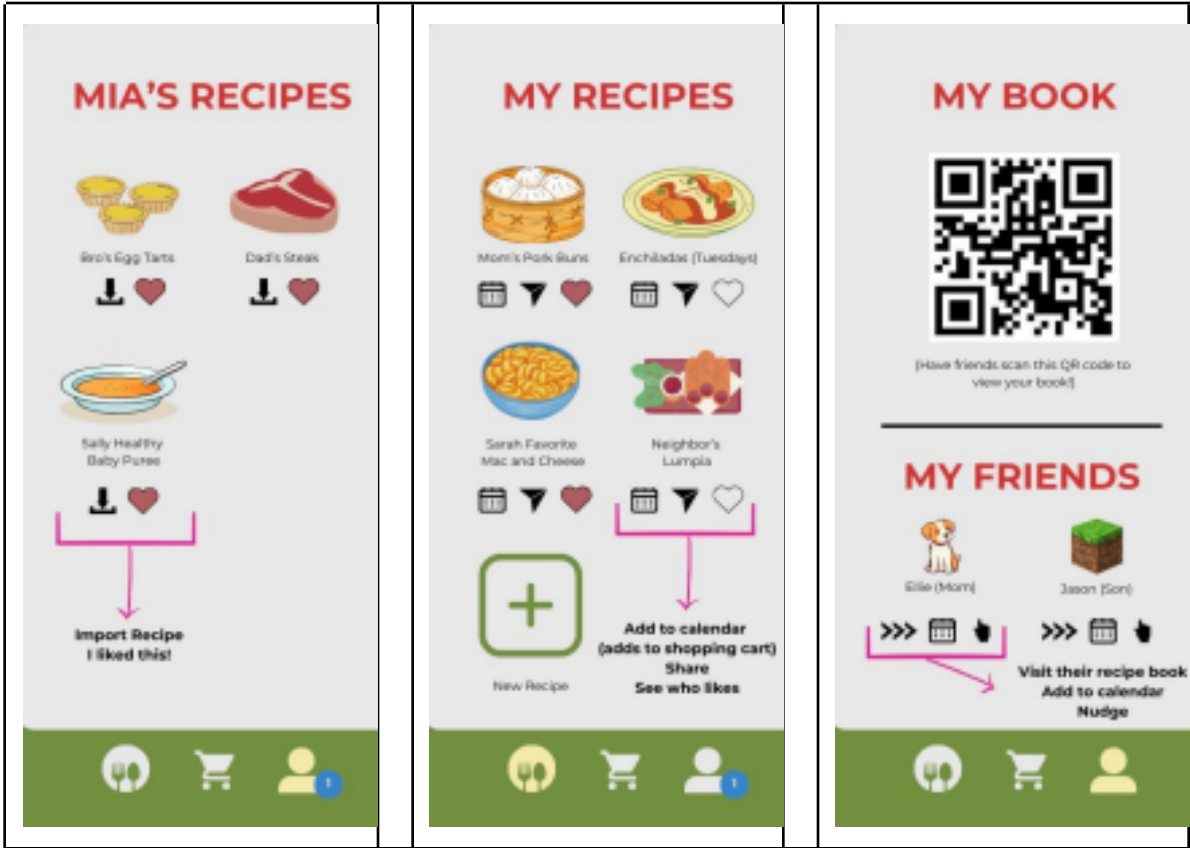 MIA'S RECIPES
Bro's Egg Tarts
Dad's Steak
Sally Healthy
Baby Puree
Import Recipe
I liked this!
1
MY RECIPES
Mom's Pork Buns
Enchiladas (Tuesdays)
Sarah Favorite
Mac and Cheese
Neighbor's
Lumpia
New Recipe
Add to calendar
(adds to shopping cart)
Share
See who likes
1
MY BOOK
(Have friends scan this QR code to
view your book!)
MY FRIENDS
Ellie (Mom)
Jason (Son)
>>>
>>>
Visit their recipe book
Add to calendar
Nudge